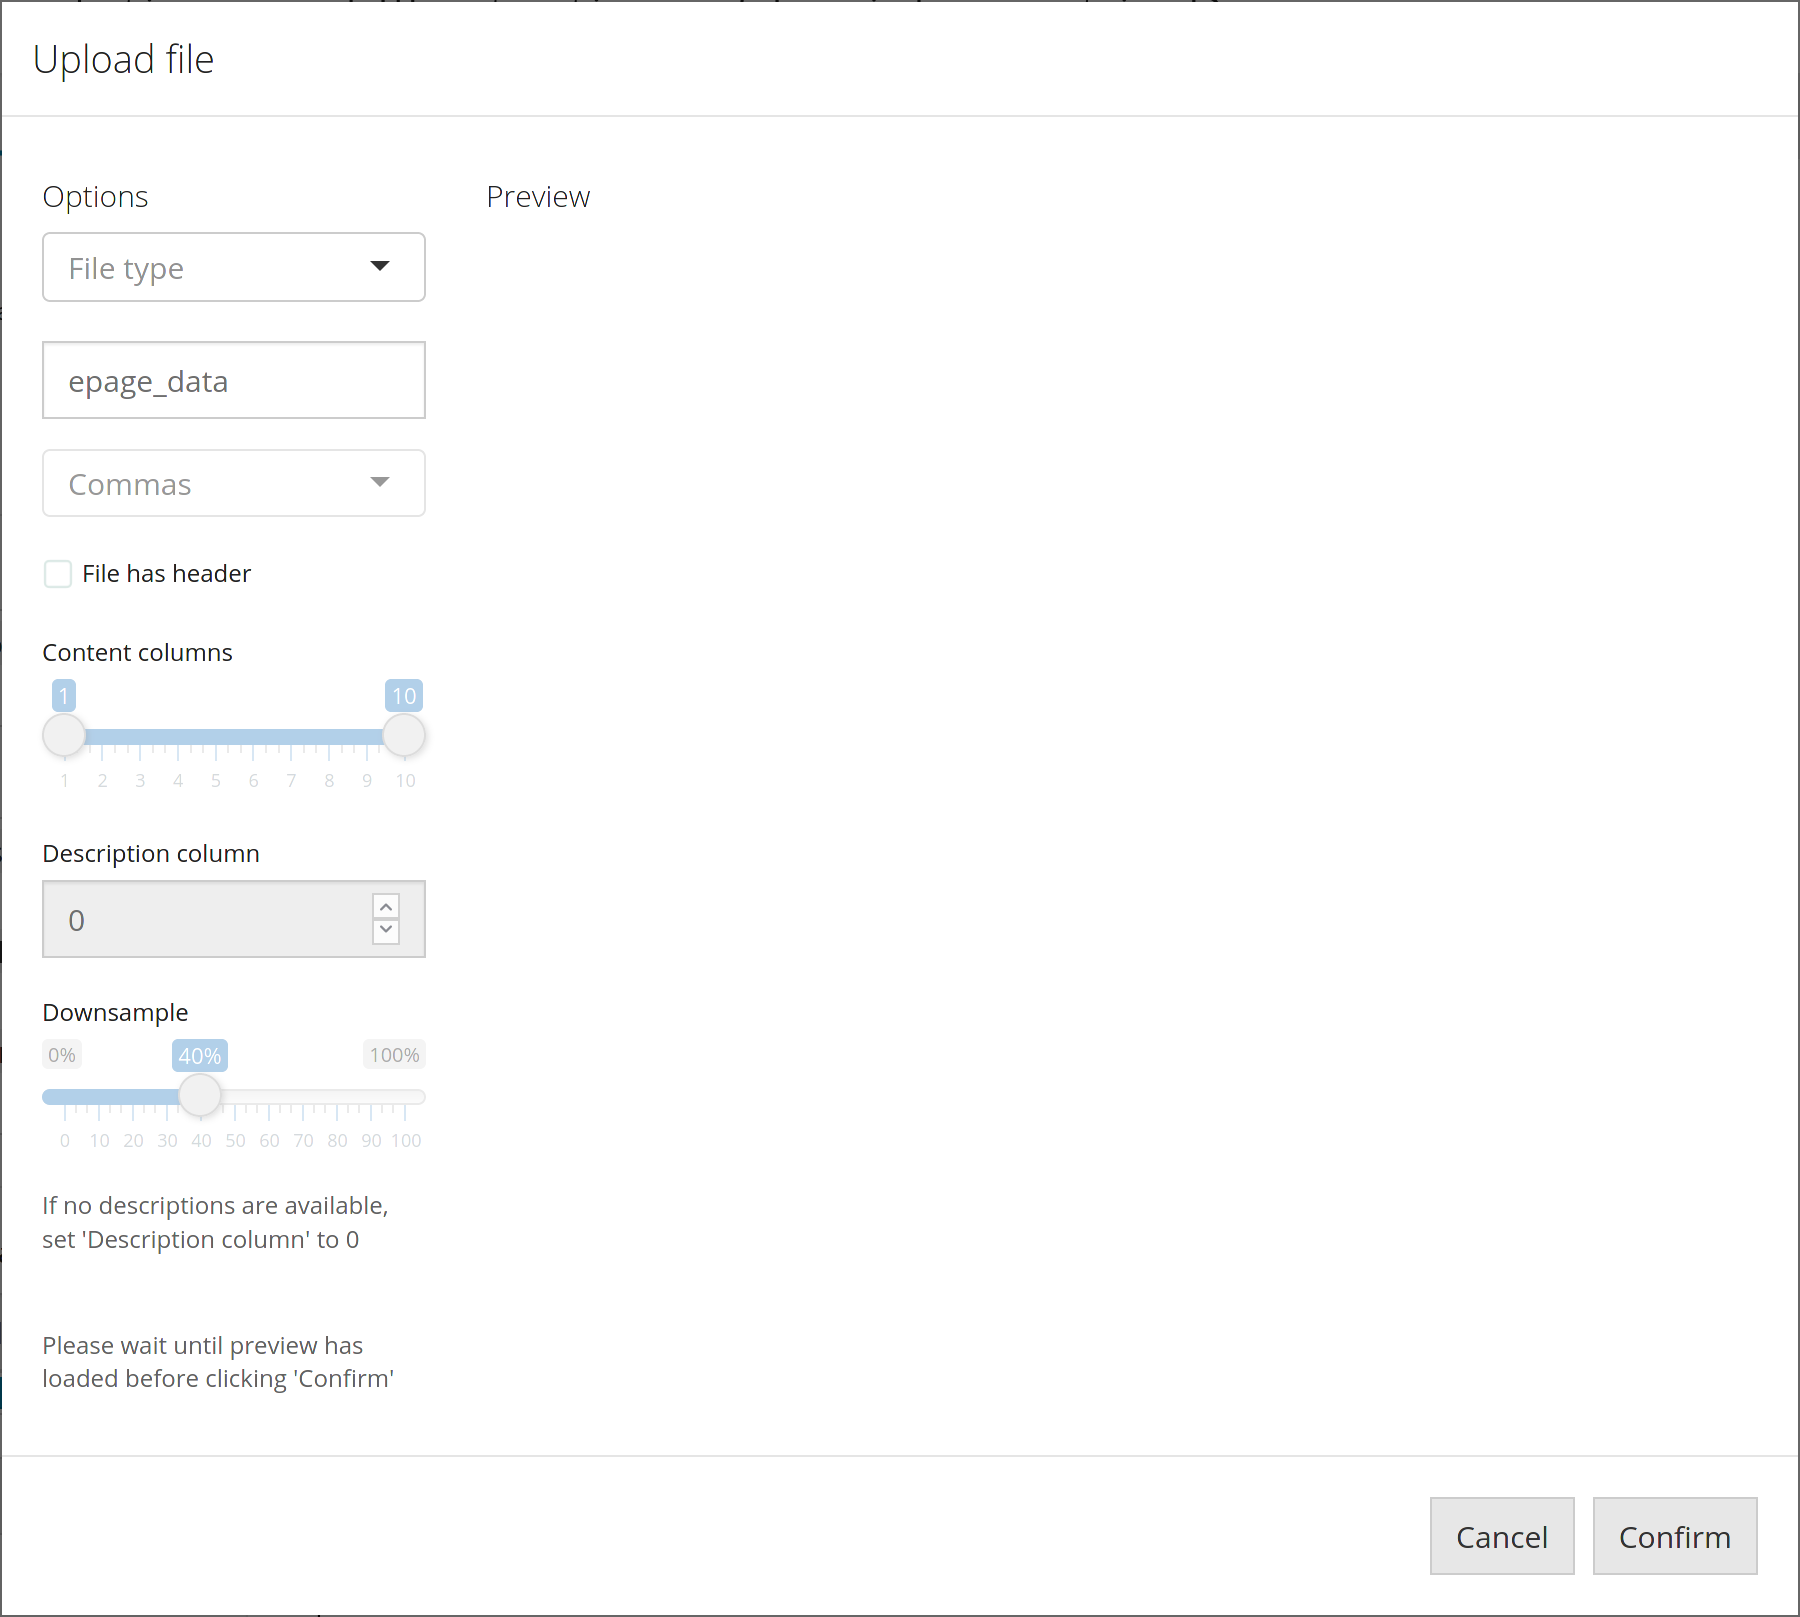 Upload file
Options
Preview
File type
epage_data
Commas
File has header
Content columns
1 10
1 2 3 4 5 6 7 8 9 10
Description column
0
Downsample
0% 40% 100%
0 10 20 30 40 50 60 70 80 90 100
If no descriptions are available,
set 'Description column' to 0
Please wait until preview has
loaded before clicking 'Confirm'
Cancel Confirm